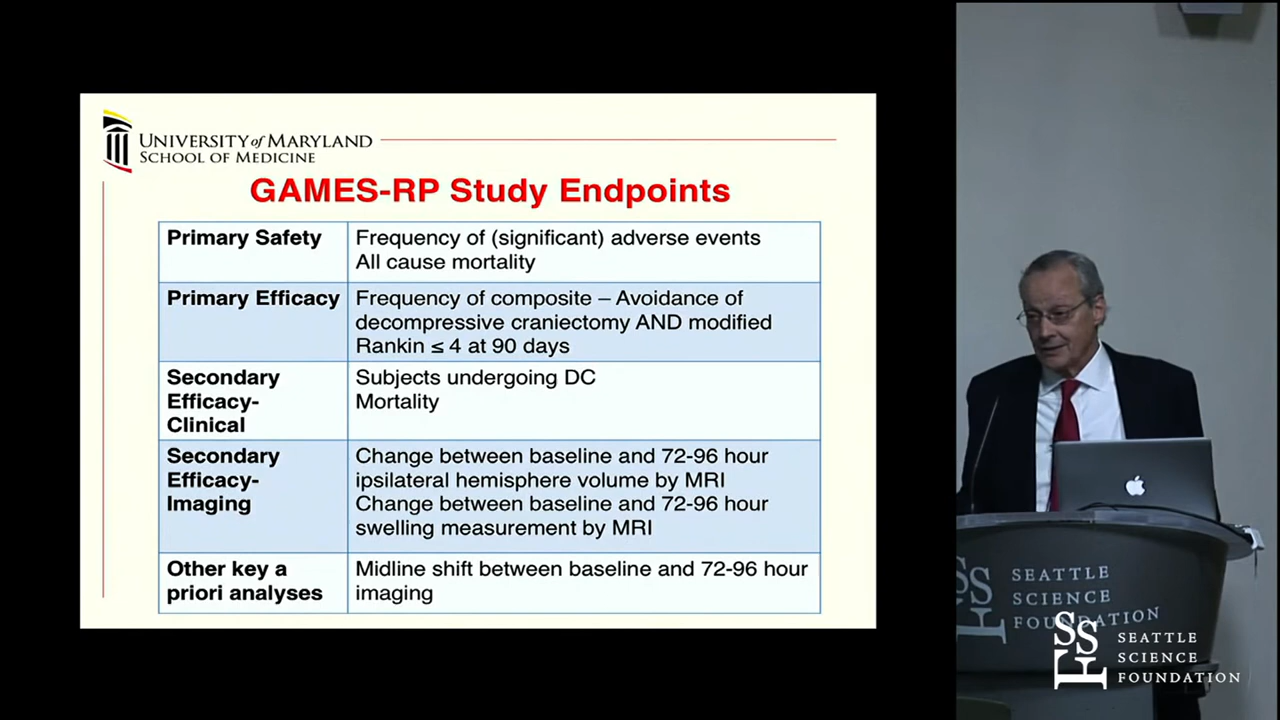 UNIVERSITY of MARYLAND
SCHOOL OF MEDICINE
GAMES-RP Study Endpoints
Primary Safety
Frequency of (significant) adverse events
All cause mortality
Primary Efficacy
Frequency of composite – Avoidance of
decompressive craniectomy AND modified
Rankin ≤ 4 at 90 days
Secondary
Efficacy-
Clinical
Subjects undergoing DC
Mortality
Secondary
Efficacy-
Imaging
Change between baseline and 72-96 hour
ipsilateral hemisphere volume by MRI
Change between baseline and 72-96 hour
swelling measurement by MRI
Other key a
priori analyses
Midline shift between baseline and 72-96 hour
imaging
SSF
SEATTLE
SCIENCE
FOUNDATION
SSF
SEATTLE
SCIENCE
FOUNDATION